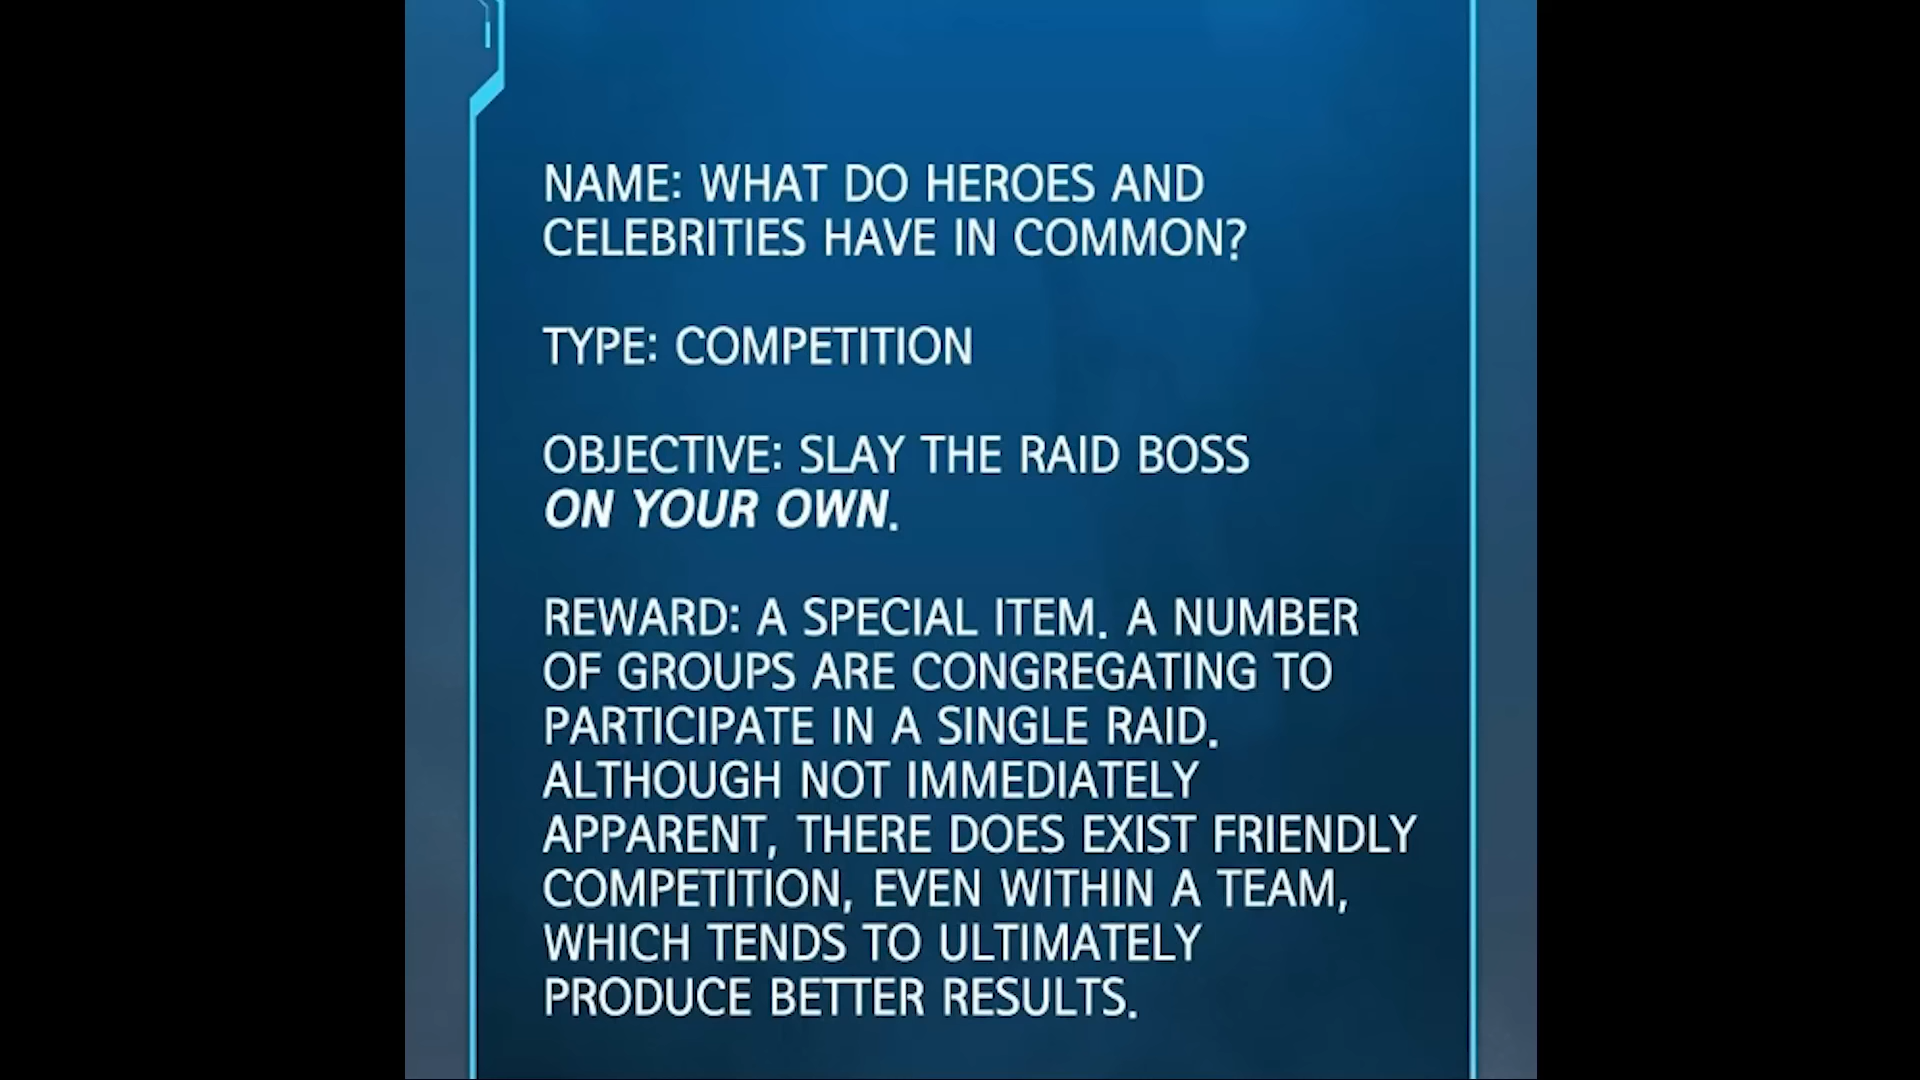 NAME: WHAT DO HEROES AND
CELEBRITIES HAVE IN COMMON?
TYPE: COMPETITION
OBJECTIVE: SLAY THE RAID BOSS
ON YOUR OWN.
REWARD: A SPECIAL ITEM. A NUMBER
OF GROUPS ARE CONGREGATING TO
PARTICIPATE IN A SINGLE RAID.
ALTHOUGH NOT IMMEDIATELY
APPARENT, THERE DOES EXIST FRIENDLY
COMPETITION, EVEN WITHIN A TEAM,
WHICH TENDS TO ULTIMATELY
PRODUCE BETTER RESULTS.